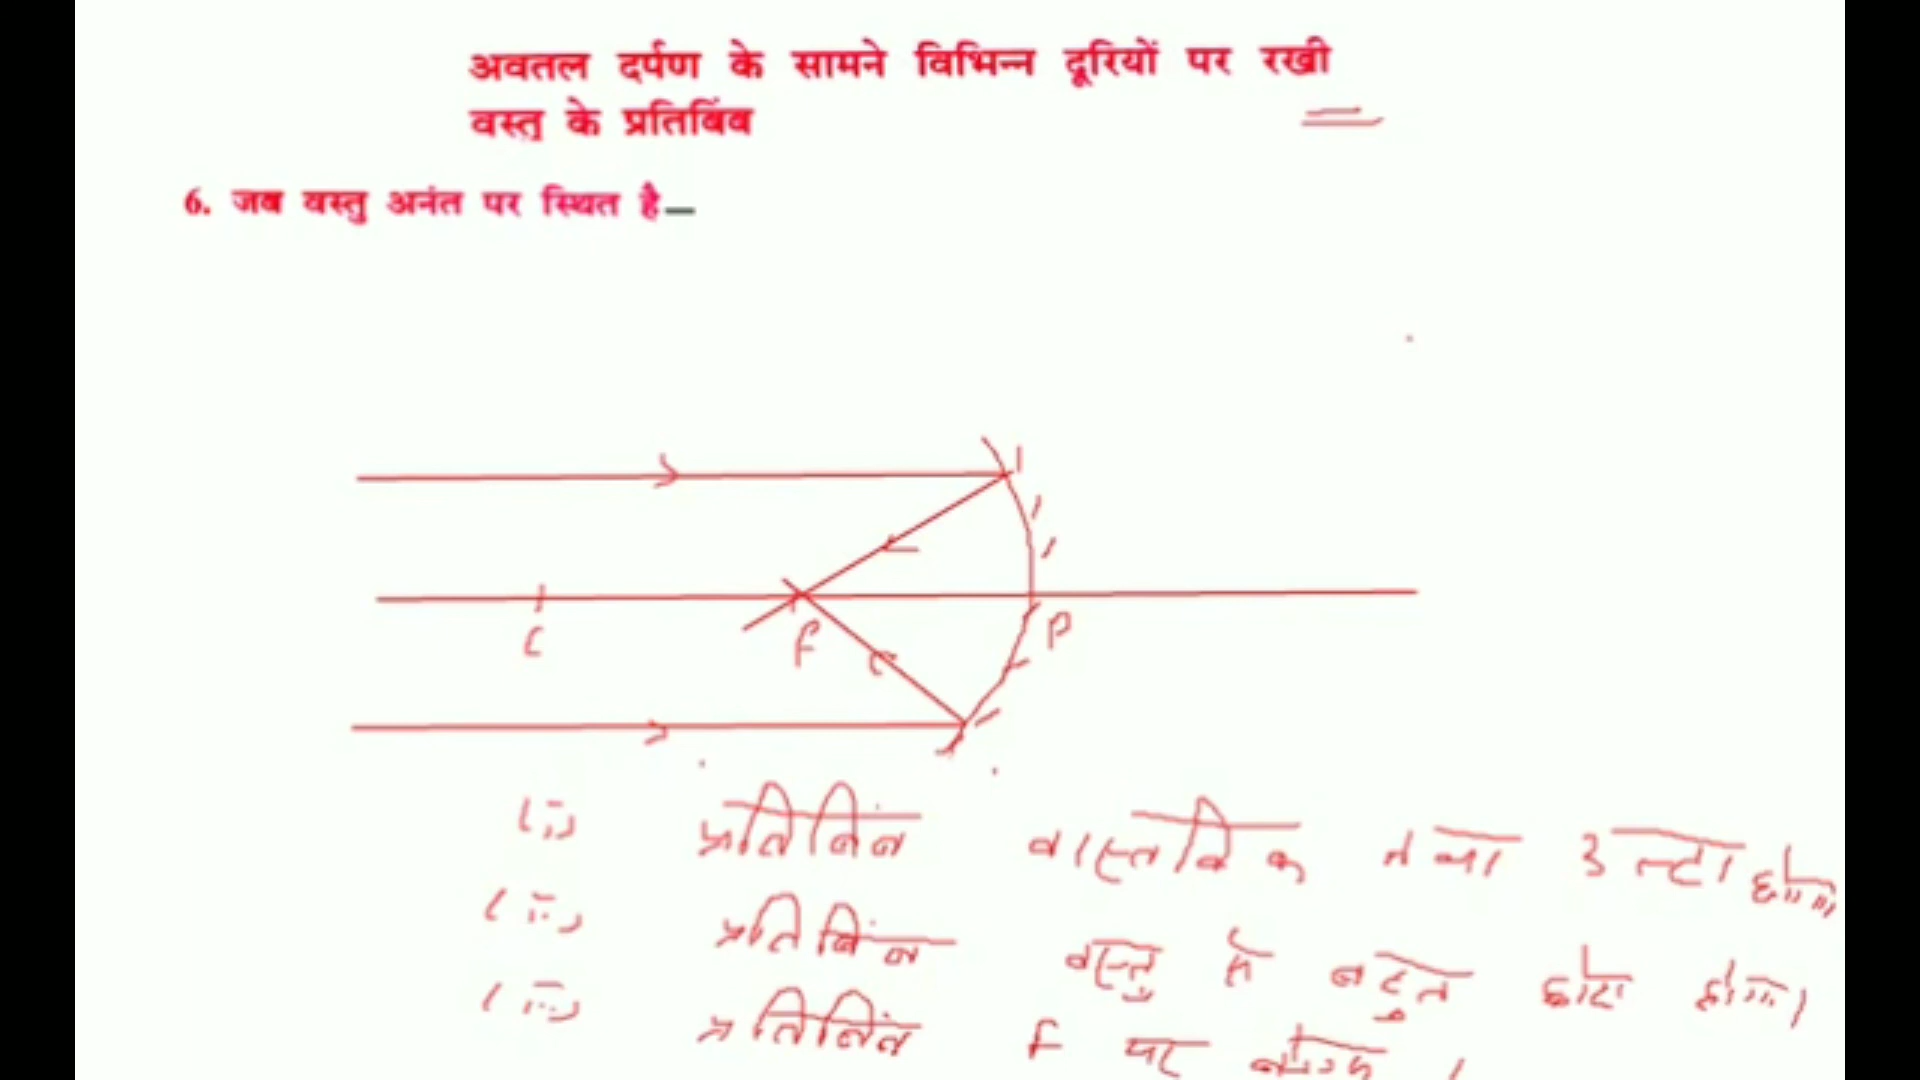 अवतल दर्पण के सामने विभिन्न दूरियों पर रखी
वस्तु के प्रतिबिंब
6. जब वस्तु अनंत पर स्थित है—
C F P
(i) प्रतिबिंब वास्तविक तथा उल्टा होगा
(ii) प्रतिबिंब वस्तु से बहुत छोटा होगा।
(iii) प्रतिबिंब F पर